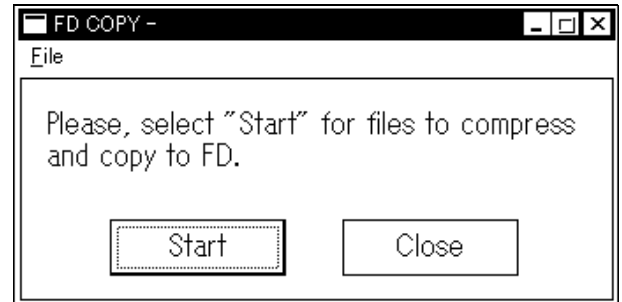 FD COPY -
File
Please, select "Start" for files to compress
and copy to FD.
Start
Close